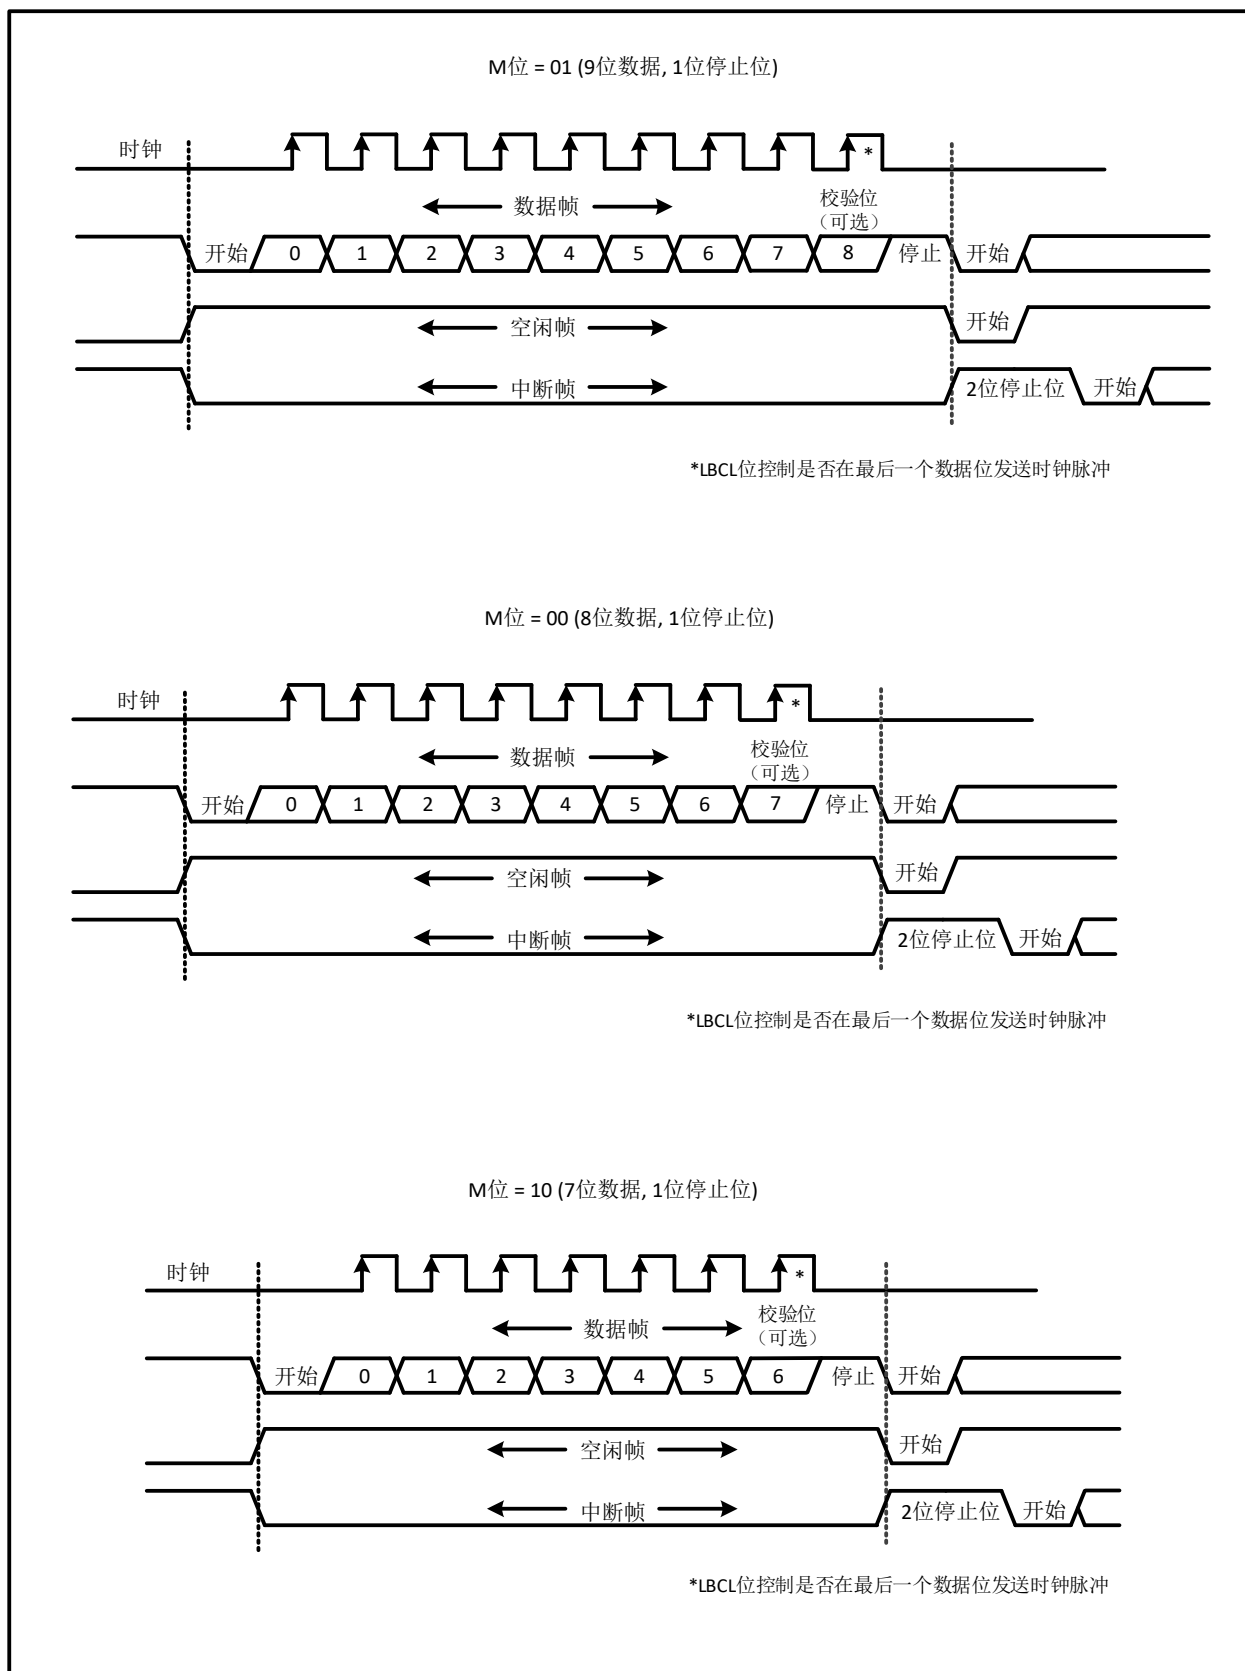 M位 = 01 (9位数据, 1位停止位)
时钟
*
数据帧
校验位
(可选)
开始 0 1 2 3 4 5 6 7 8 停止 开始
空闲帧 开始
中断帧 2位停止位 开始
*LBCL位控制是否在最后一个数据位发送时钟脉冲
M位 = 00 (8位数据, 1位停止位)
时钟
*
数据帧
校验位
(可选)
开始 0 1 2 3 4 5 6 7 停止 开始
空闲帧 开始
中断帧 2位停止位 开始
*LBCL位控制是否在最后一个数据位发送时钟脉冲
M位 = 10 (7位数据, 1位停止位)
时钟
*
数据帧
校验位
(可选)
开始 0 1 2 3 4 5 6 停止 开始
空闲帧 开始
中断帧 2位停止位 开始
*LBCL位控制是否在最后一个数据位发送时钟脉冲